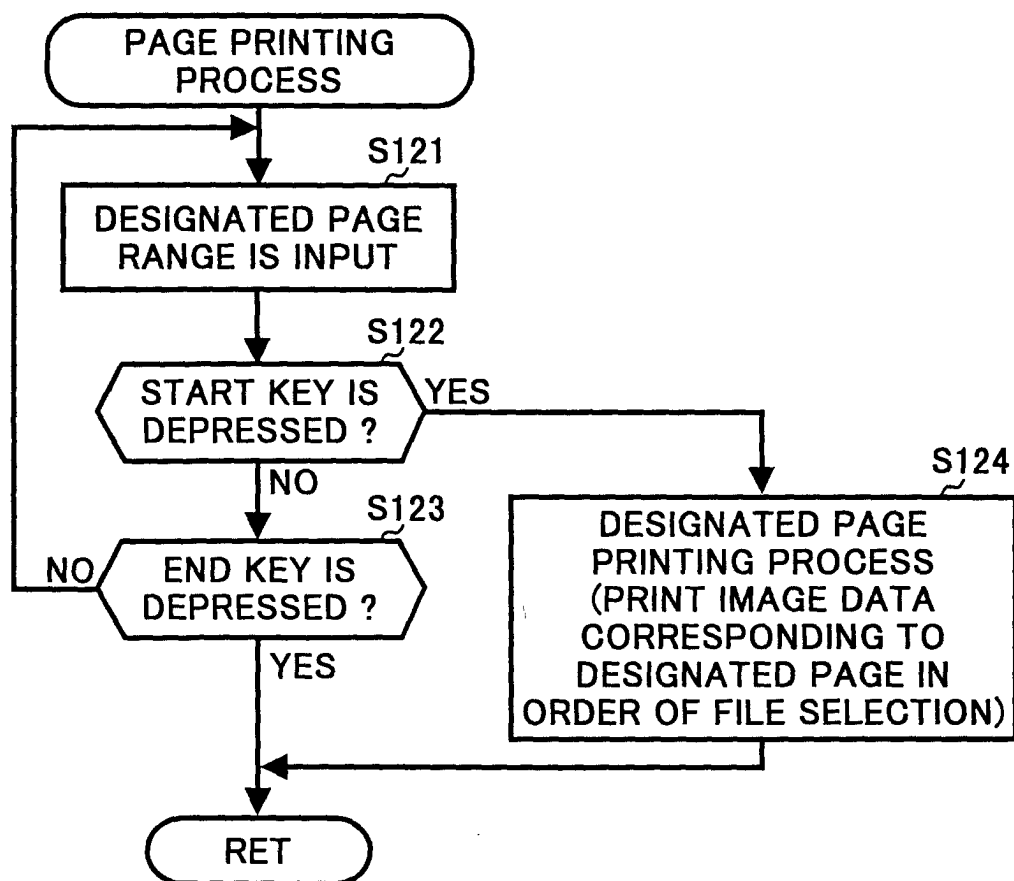 PAGE PRINTING
PROCESS
S121
DESIGNATED PAGE
RANGE IS INPUT
S122
START KEY IS
DEPRESSED ?
YES
NO
S123
END KEY IS
DEPRESSED ?
NO
YES
S124
DESIGNATED PAGE
PRINTING PROCESS
(PRINT IMAGE DATA
CORRESPONDING TO
DESIGNATED PAGE IN
ORDER OF FILE SELECTION)
RET